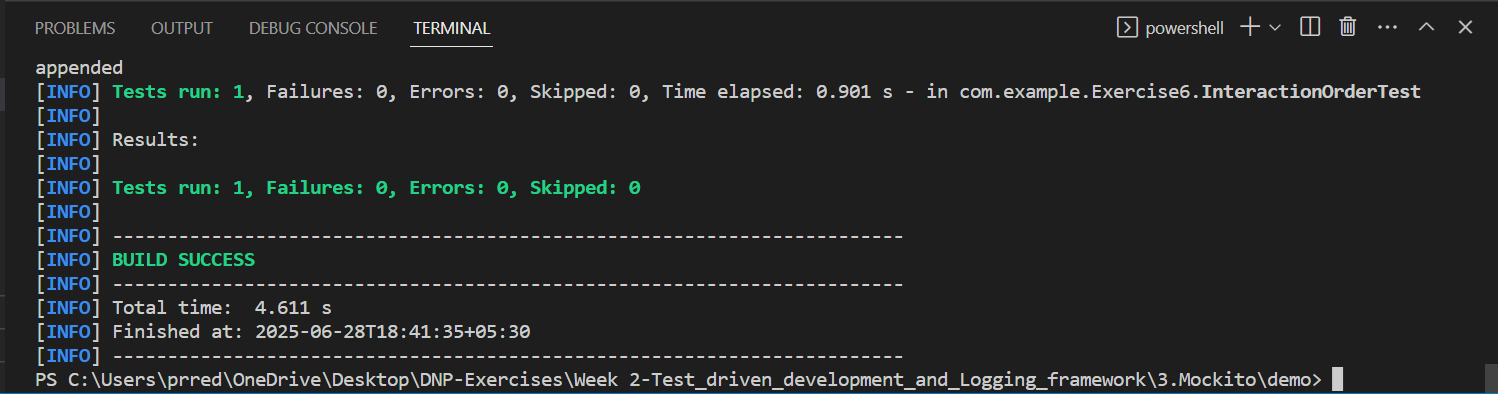 PROBLEMS OUTPUT DEBUG CONSOLE TERMINAL powershell
appended
[INFO] Tests run: 1, Failures: 0, Errors: 0, Skipped: 0, Time elapsed: 0.901 s - in com.example.Exercise6.InteractionOrderTest
[INFO]
[INFO] Results:
[INFO]
[INFO] Tests run: 1, Failures: 0, Errors: 0, Skipped: 0
[INFO]
[INFO] ------------------------------------------------------------------------
[INFO] BUILD SUCCESS
[INFO] ------------------------------------------------------------------------
[INFO] Total time:  4.611 s
[INFO] Finished at: 2025-06-28T18:41:35+05:30
[INFO] ------------------------------------------------------------------------
PS C:\Users\prred\OneDrive\Desktop\DNP-Exercises\Week 2-Test_driven_development_and_Logging_framework\3.Mockito\demo>